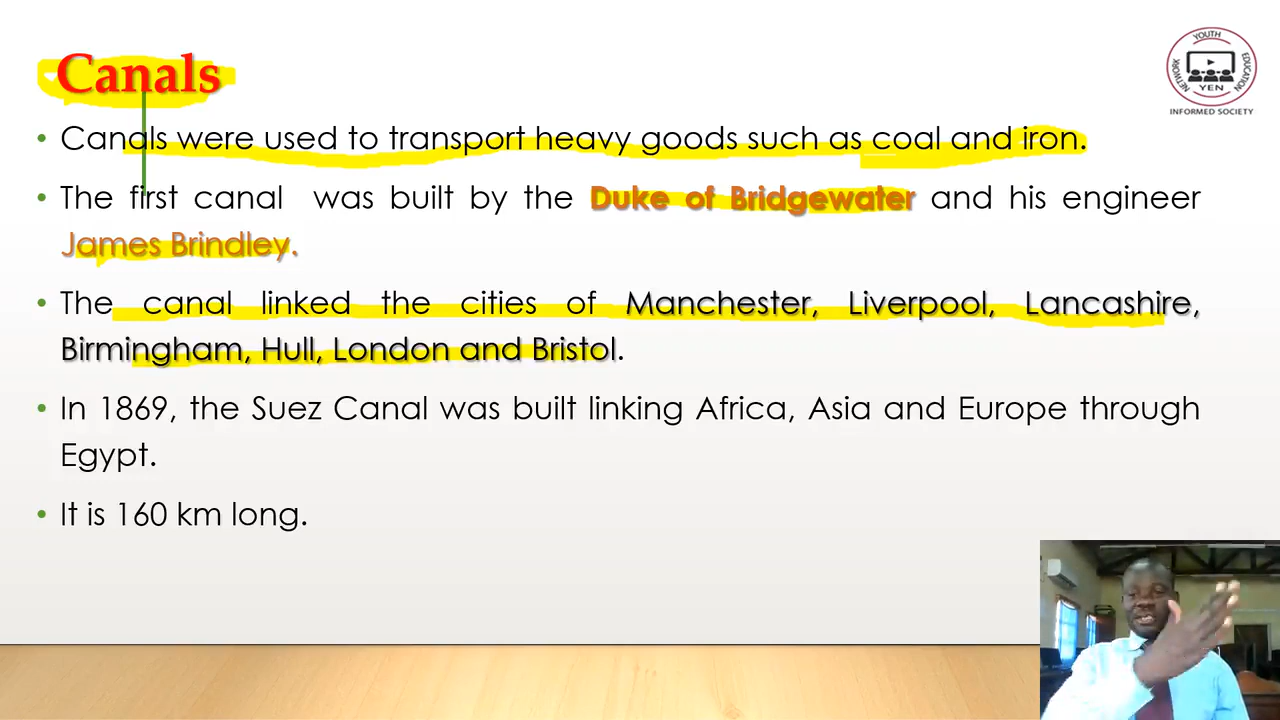 Canals
YOUTH
EDUCATION
NETWORK
YEN
INFORMED SOCIETY
• Canals were used to transport heavy goods such as coal and iron.
• The first canal was built by the Duke of Bridgewater and his engineer
James Brindley.
• The canal linked the cities of Manchester, Liverpool, Lancashire,
Birmingham, Hull, London and Bristol.
• In 1869, the Suez Canal was built linking Africa, Asia and Europe through
Egypt.
• It is 160 km long.